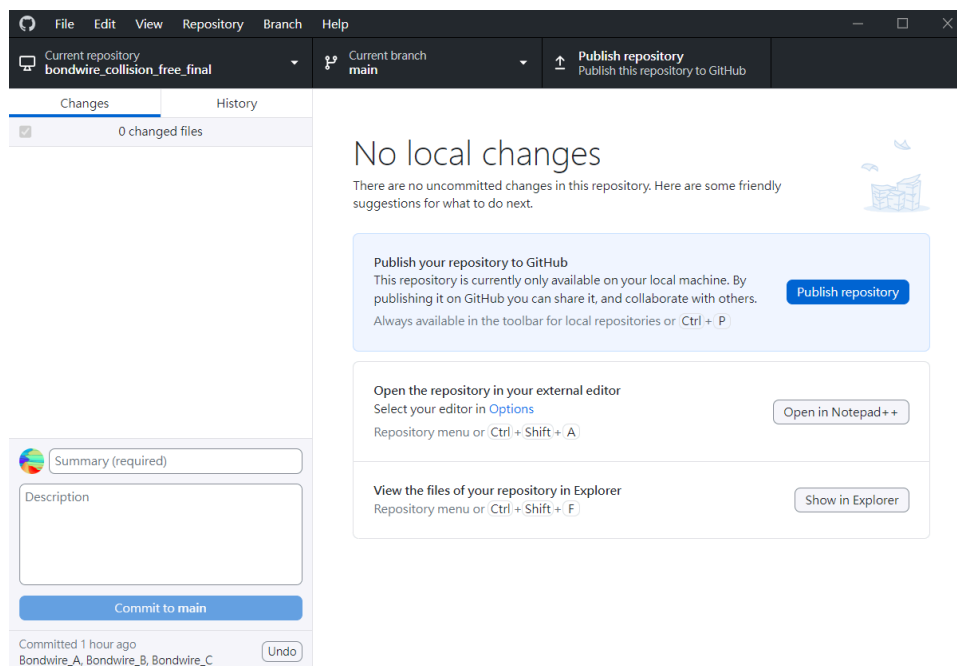 File Edit View Repository Branch Help
Current repository
bondwire_collision_free_final
Current branch
main
Publish repository
Publish this repository to GitHub
Changes
History
0 changed files
No local changes
There are no uncommitted changes in this repository. Here are some friendly
suggestions for what to do next.
Publish your repository to GitHub
This repository is currently only available on your local machine. By
publishing it on GitHub you can share it, and collaborate with others.
Always available in the toolbar for local repositories or Ctrl + P
Publish repository
Open the repository in your external editor
Select your editor in Options
Repository menu or Ctrl + Shift + A
Open in Notepad++
View the files of your repository in Explorer
Repository menu or Ctrl + Shift + F
Show in Explorer
Summary (required)
Description
Commit to main
Committed 1 hour ago
Bondwire_A, Bondwire_B, Bondwire_C
Undo